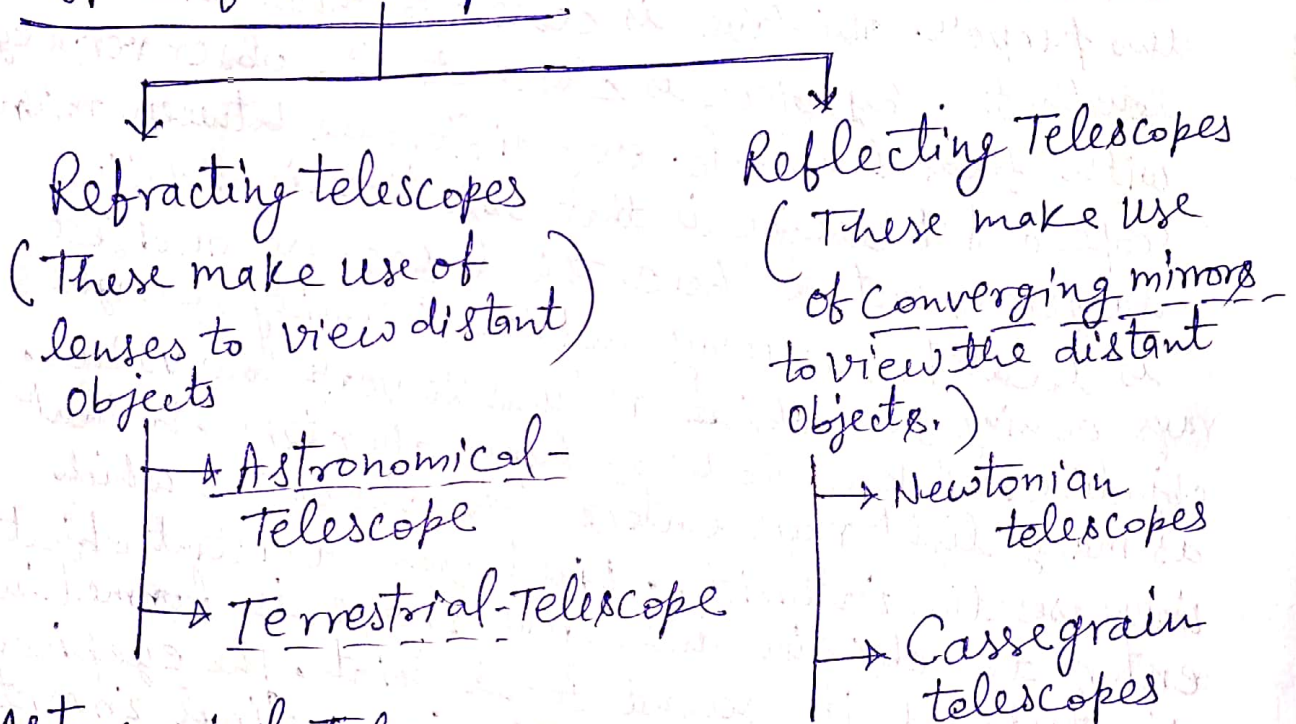 Refracting telescopes
(These make use of
lenses to view distant)
objects
Astronomical-
Telescope
Terrestrial-Telescope
Reflecting Telescopes
(These make use
of converging mirrors
to view the distant
objects.)
Newtonian
telescopes
Cassegrain
telescopes